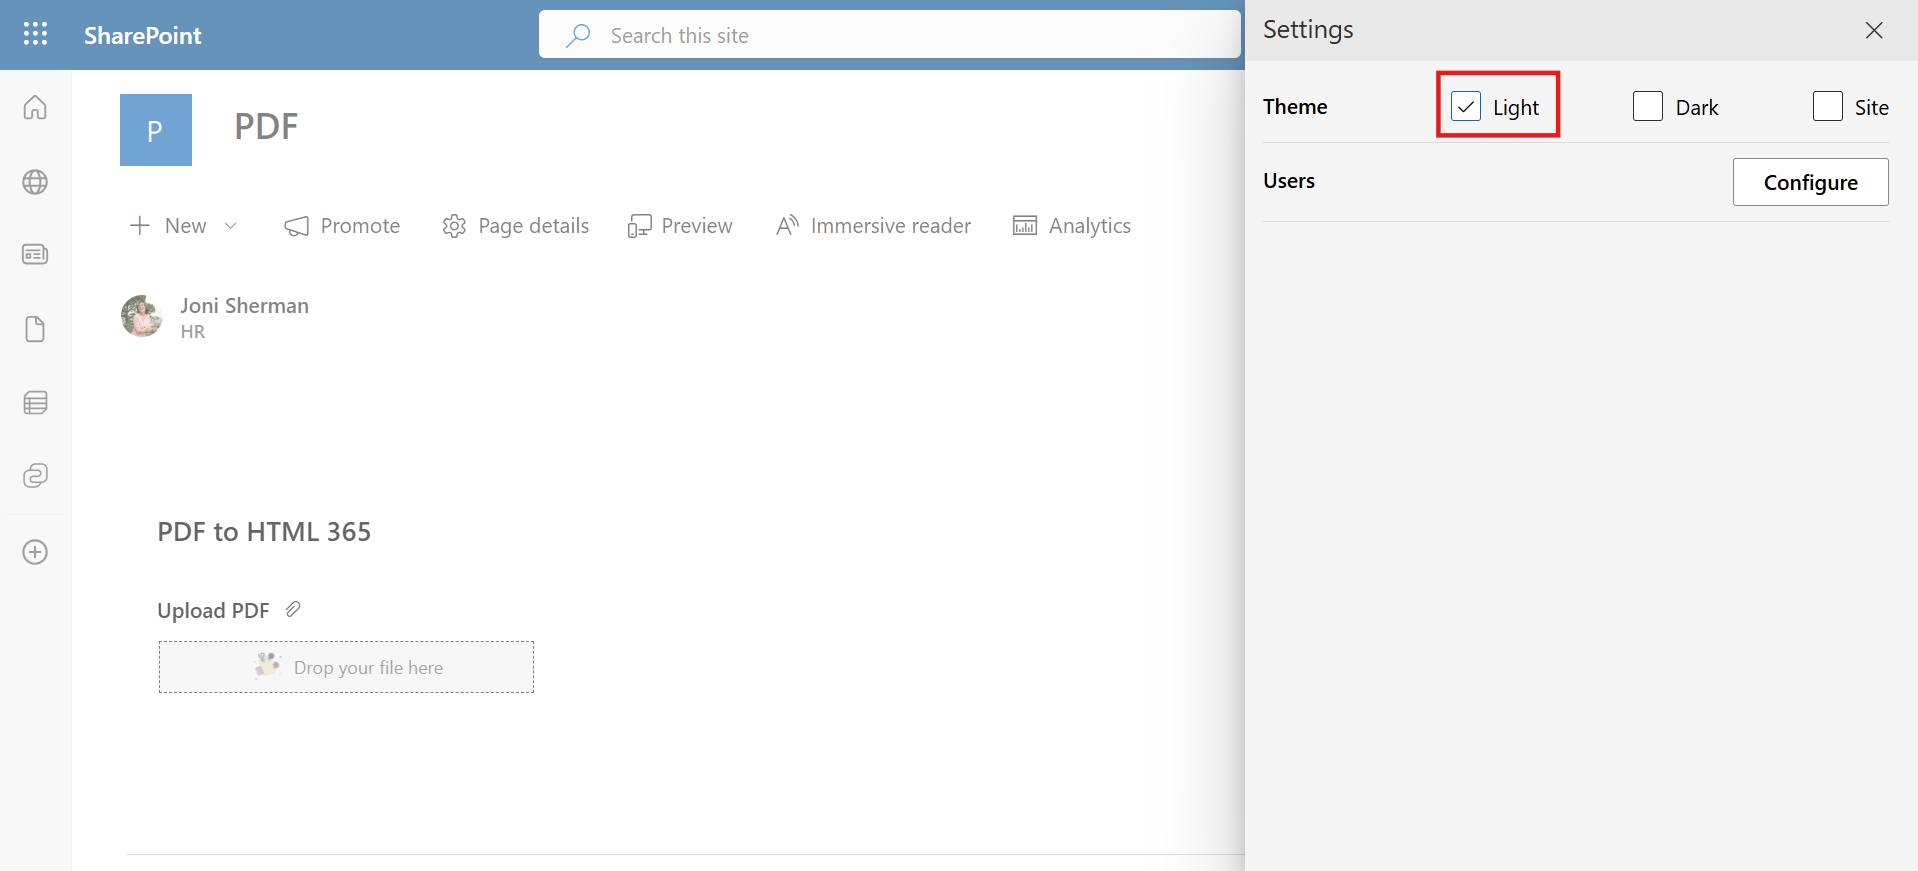 SharePoint
Search this site
Settings
Theme
Light
Dark
Site
Users
Configure
P
PDF
New
Promote
Page details
Preview
Immersive reader
Analytics
Joni Sherman
HR
PDF to HTML 365
Upload PDF
Drop your file here